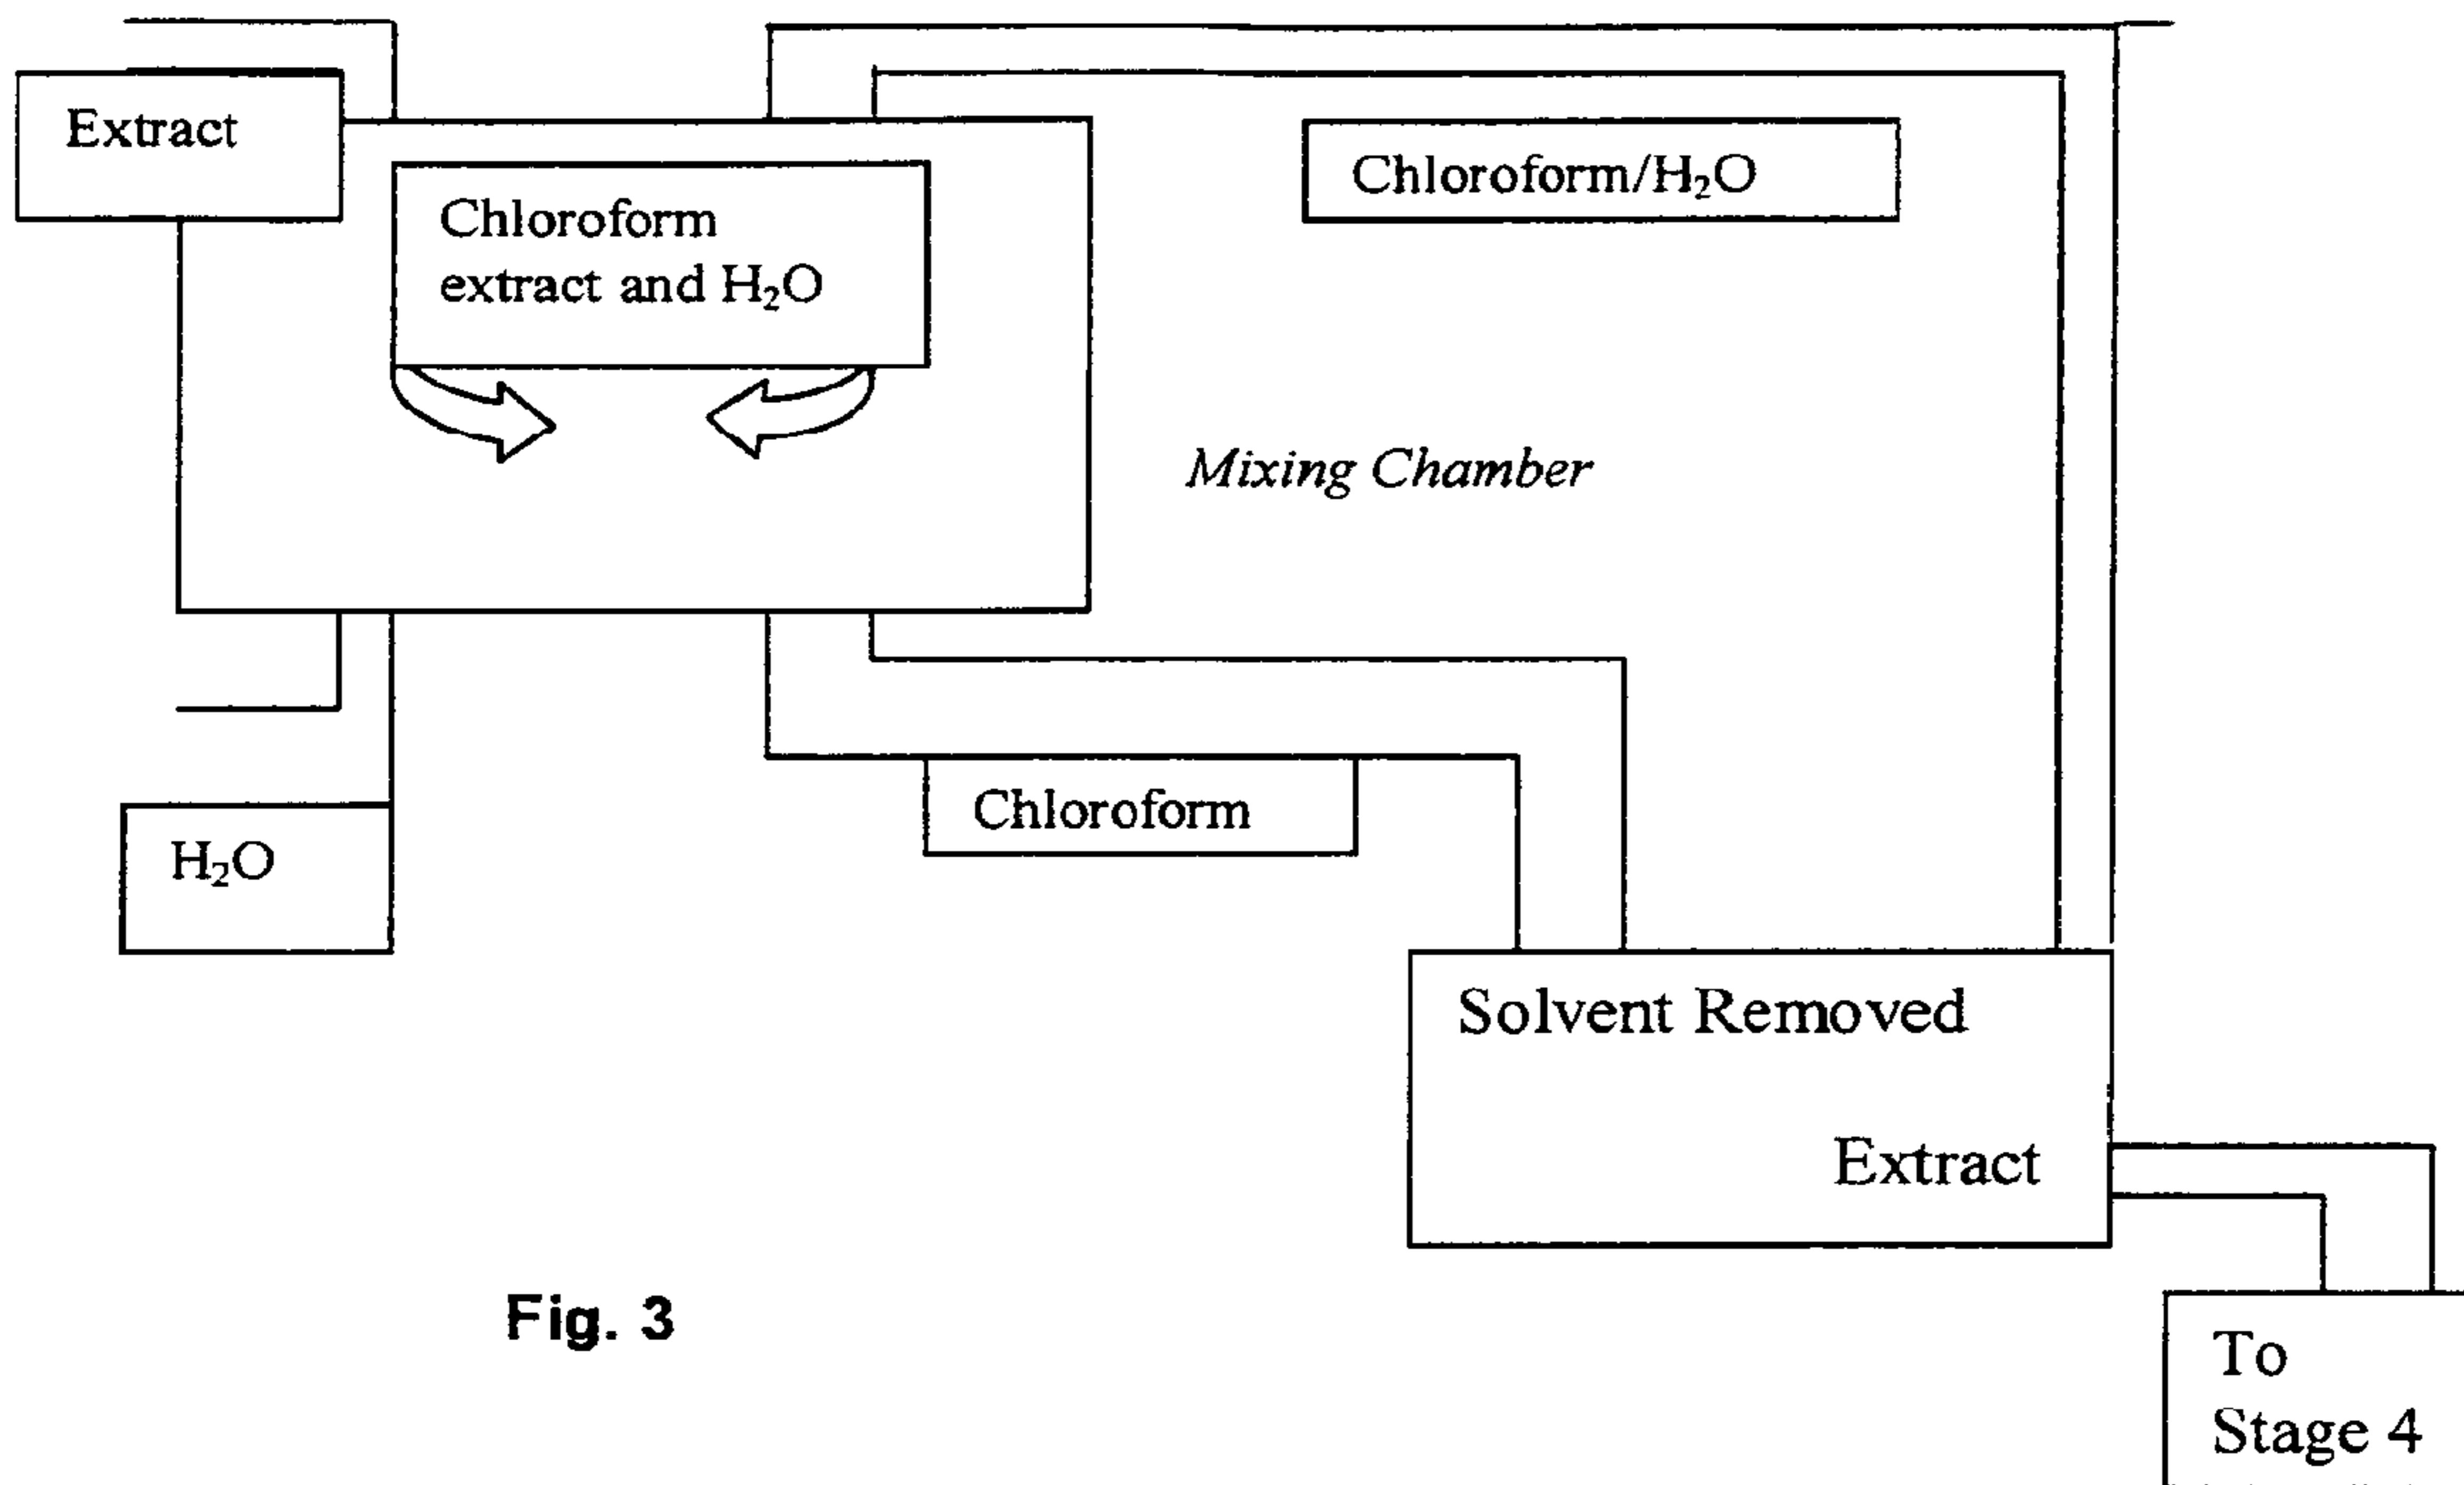 Extract
Chloroform
extract and H₂O
Chloroform/H₂O
Mixing Chamber
Chloroform
H₂O
Solvent Removed
Extract
Fig. 3
To
Stage 4